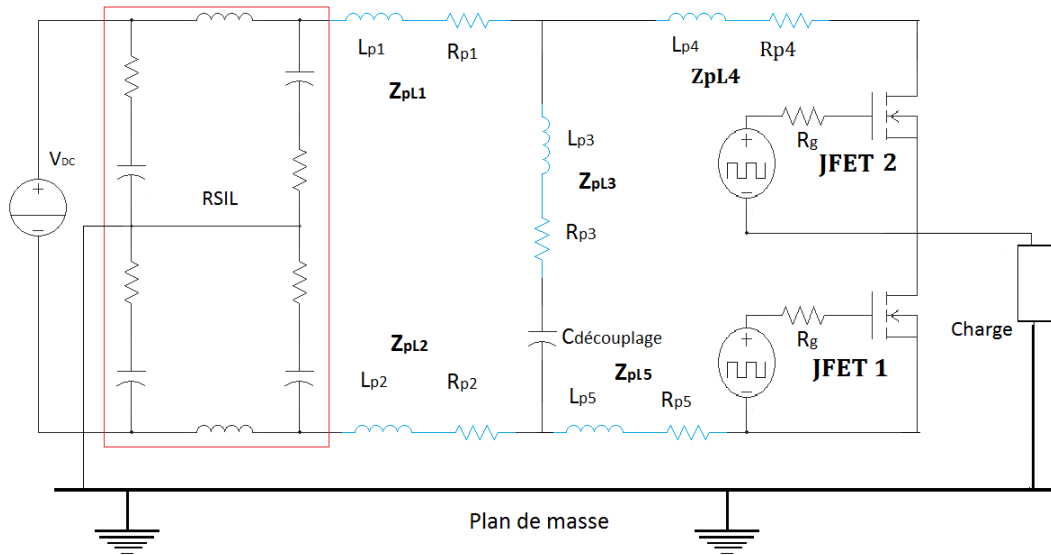 Lp1
Rp1
ZpL1
Lp4
Rp4
ZpL4
VDC
+
−
RSIL
Lp3
ZpL3
Rp3
+
−
Rg
JFET 2
ZpL2
Lp2
Rp2
Cdécouplage
ZpL5
Lp5
Rp5
+
−
Rg
JFET 1
Charge
Plan de masse